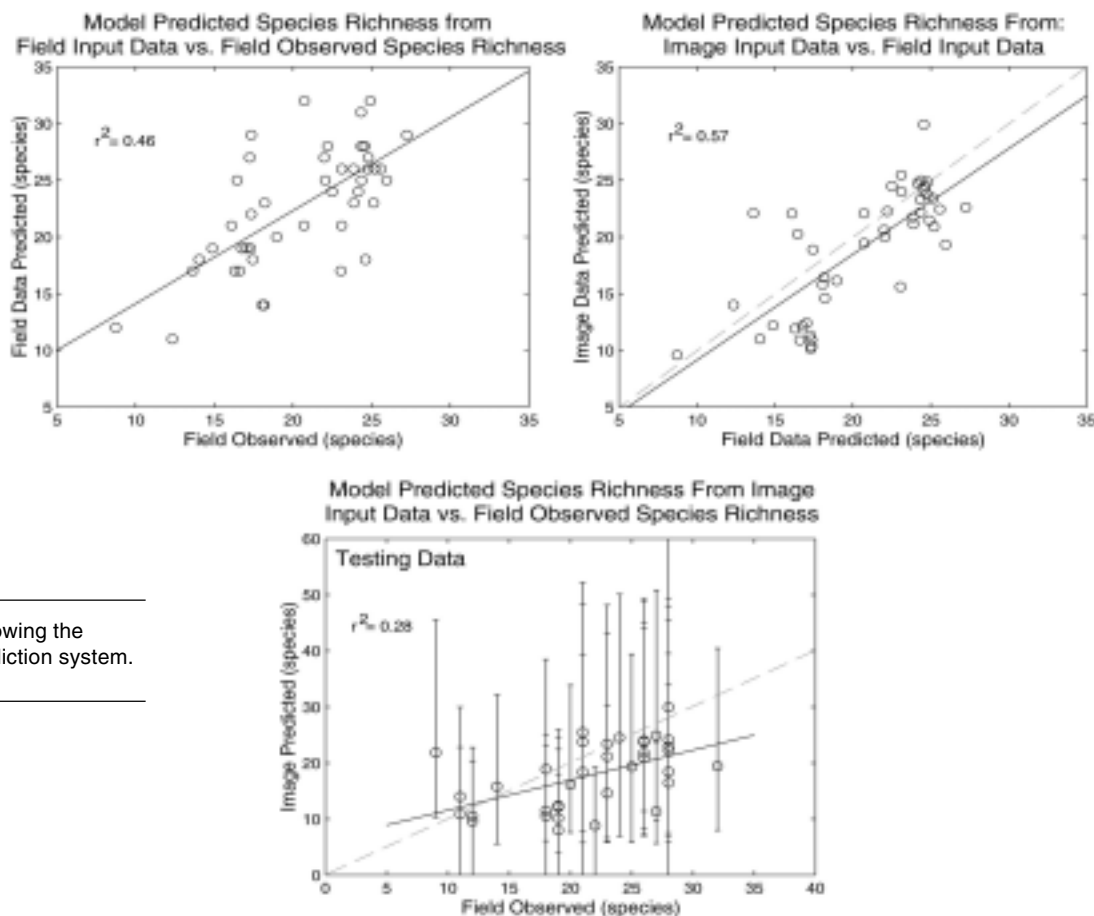 Model Predicted Species Richness from
Field Input Data vs. Field Observed Species Richness
35
30
25
20
15
10
5
Field Data Predicted (species)
r2= 0.46
5
10
15
20
25
30
35
Field Observed (species)
Model Predicted Species Richness From:
Image Input Data vs. Field Input Data
35
30
25
20
15
10
5
Image Data Predicted (species)
r2= 0.57
5
10
15
20
25
30
35
Field Data Predicted (species)
owing the
diction system.
Model Predicted Species Richness From Image
Input Data vs. Field Observed Species Richness
60
50
40
30
20
10
0
Image Predicted (species)
Testing Data
r2= 0.28
0
5
10
15
20
25
30
35
40
Field Observed (species)